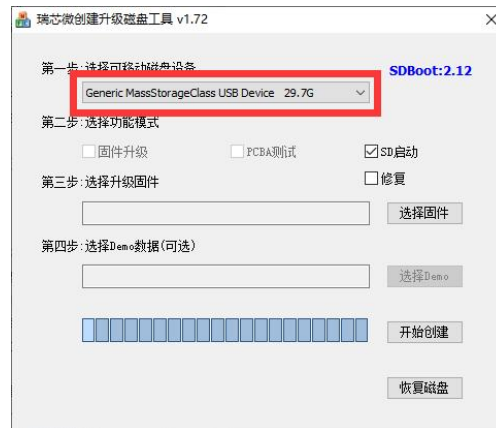 瑞芯微创建升级磁盘工具 v1.72
第一步:选择可移动磁盘设备
SDBoot:2.12
Generic MassStorageClass USB Device 29.7G
第二步:选择功能模式
固件升级 PCBA测试 SD启动
修复
第三步:选择升级固件
选择固件
第四步:选择Demo数据(可选)
选择Demo
开始创建
恢复磁盘